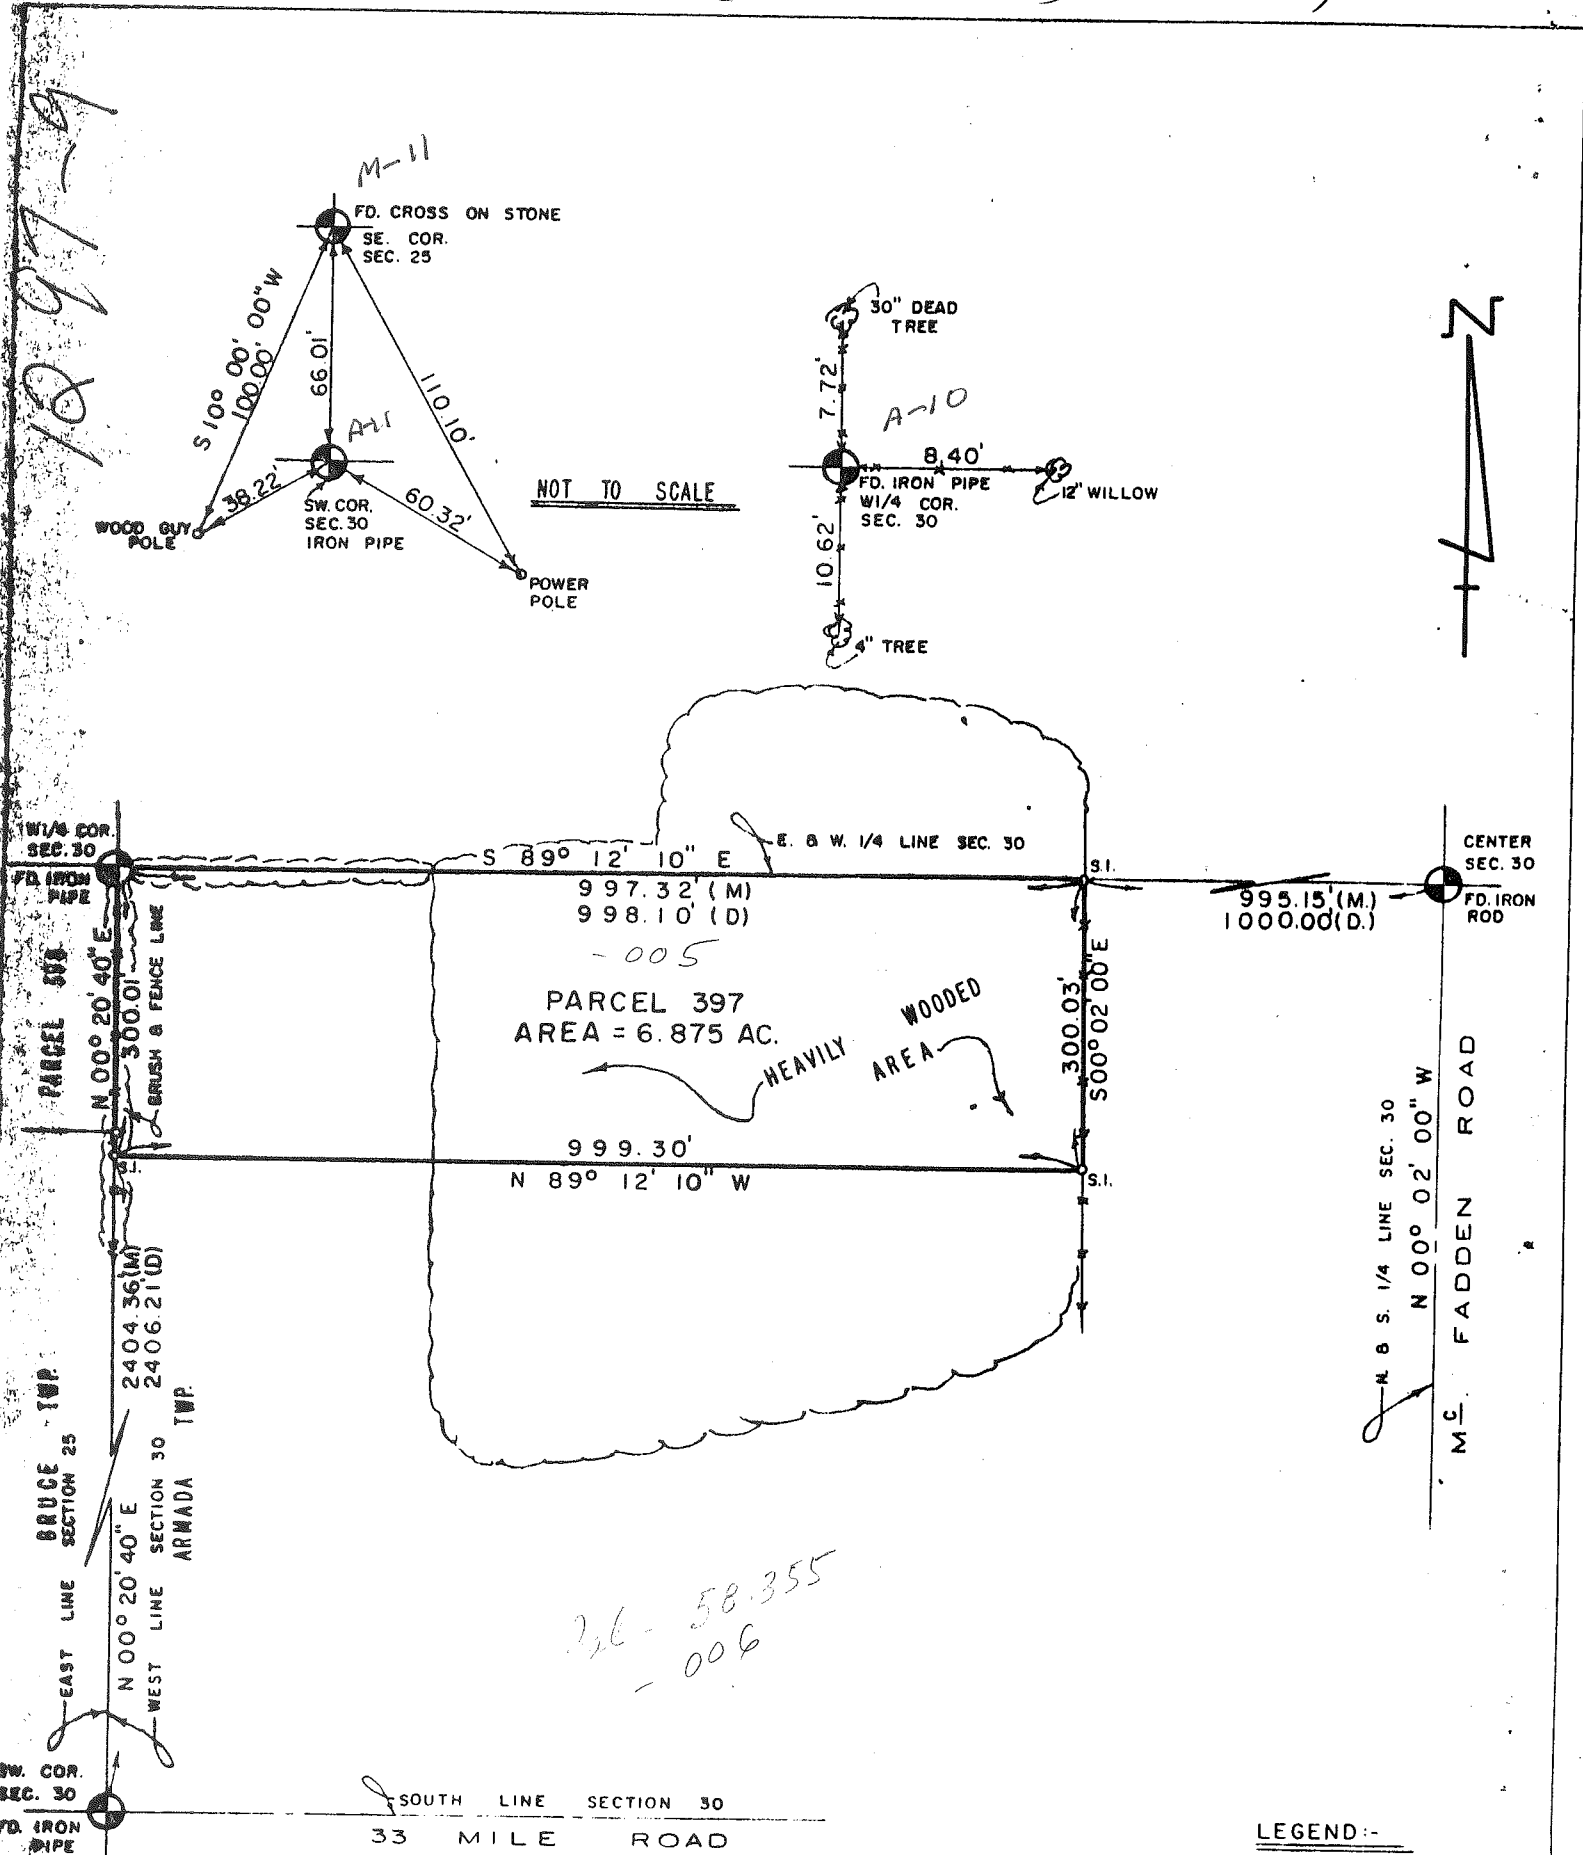 1297-9
M-11
FD. CROSS ON STONE
SE. COR.
SEC. 25
S 10° 00' 00" W
100.00'
66.01'
110.10'
A-11
38.22'
60.32'
WOOD GUY
POLE
SW. COR.
SEC. 30
IRON PIPE
POWER
POLE
NOT TO SCALE
30" DEAD
TREE
7.72'
A-10
8.40'
FD. IRON PIPE
W1/4 COR.
SEC. 30
12" WILLOW
10.62'
4" TREE
N
W1/4 COR.
SEC. 30
FD. IRON
PIPE
S 89° 12' 10" E
997.32' (M)
998.10' (D)
E. & W. 1/4 LINE SEC. 30
S.I.
995.15' (M.)
1000.00 (D.)
CENTER
SEC. 30
FD. IRON
ROD
-005
PARCEL 397
AREA = 6.875 AC.
HEAVILY WOODED
AREA
PARCEL
N 00° 20' 40" E
300.01'
BRUSH & FENCE LINE
300.03'
S 00° 02' 00" E
999.30'
N 89° 12' 10" W
S.I.
S.I.
2404.36' (M)
2406.21' (D)
BRUCE TWP.
EAST LINE SECTION 25
N 00° 20' 40" E
WEST LINE SECTION 30
ARMADA TWP.
N. & S. 1/4 LINE SEC. 30
N 00° 02' 00" W
Mc FADDEN ROAD
58.355
-006
SW. COR.
SEC. 30
FD. IRON
PIPE
SOUTH LINE SECTION 30
33 MILE ROAD
LEGEND:-